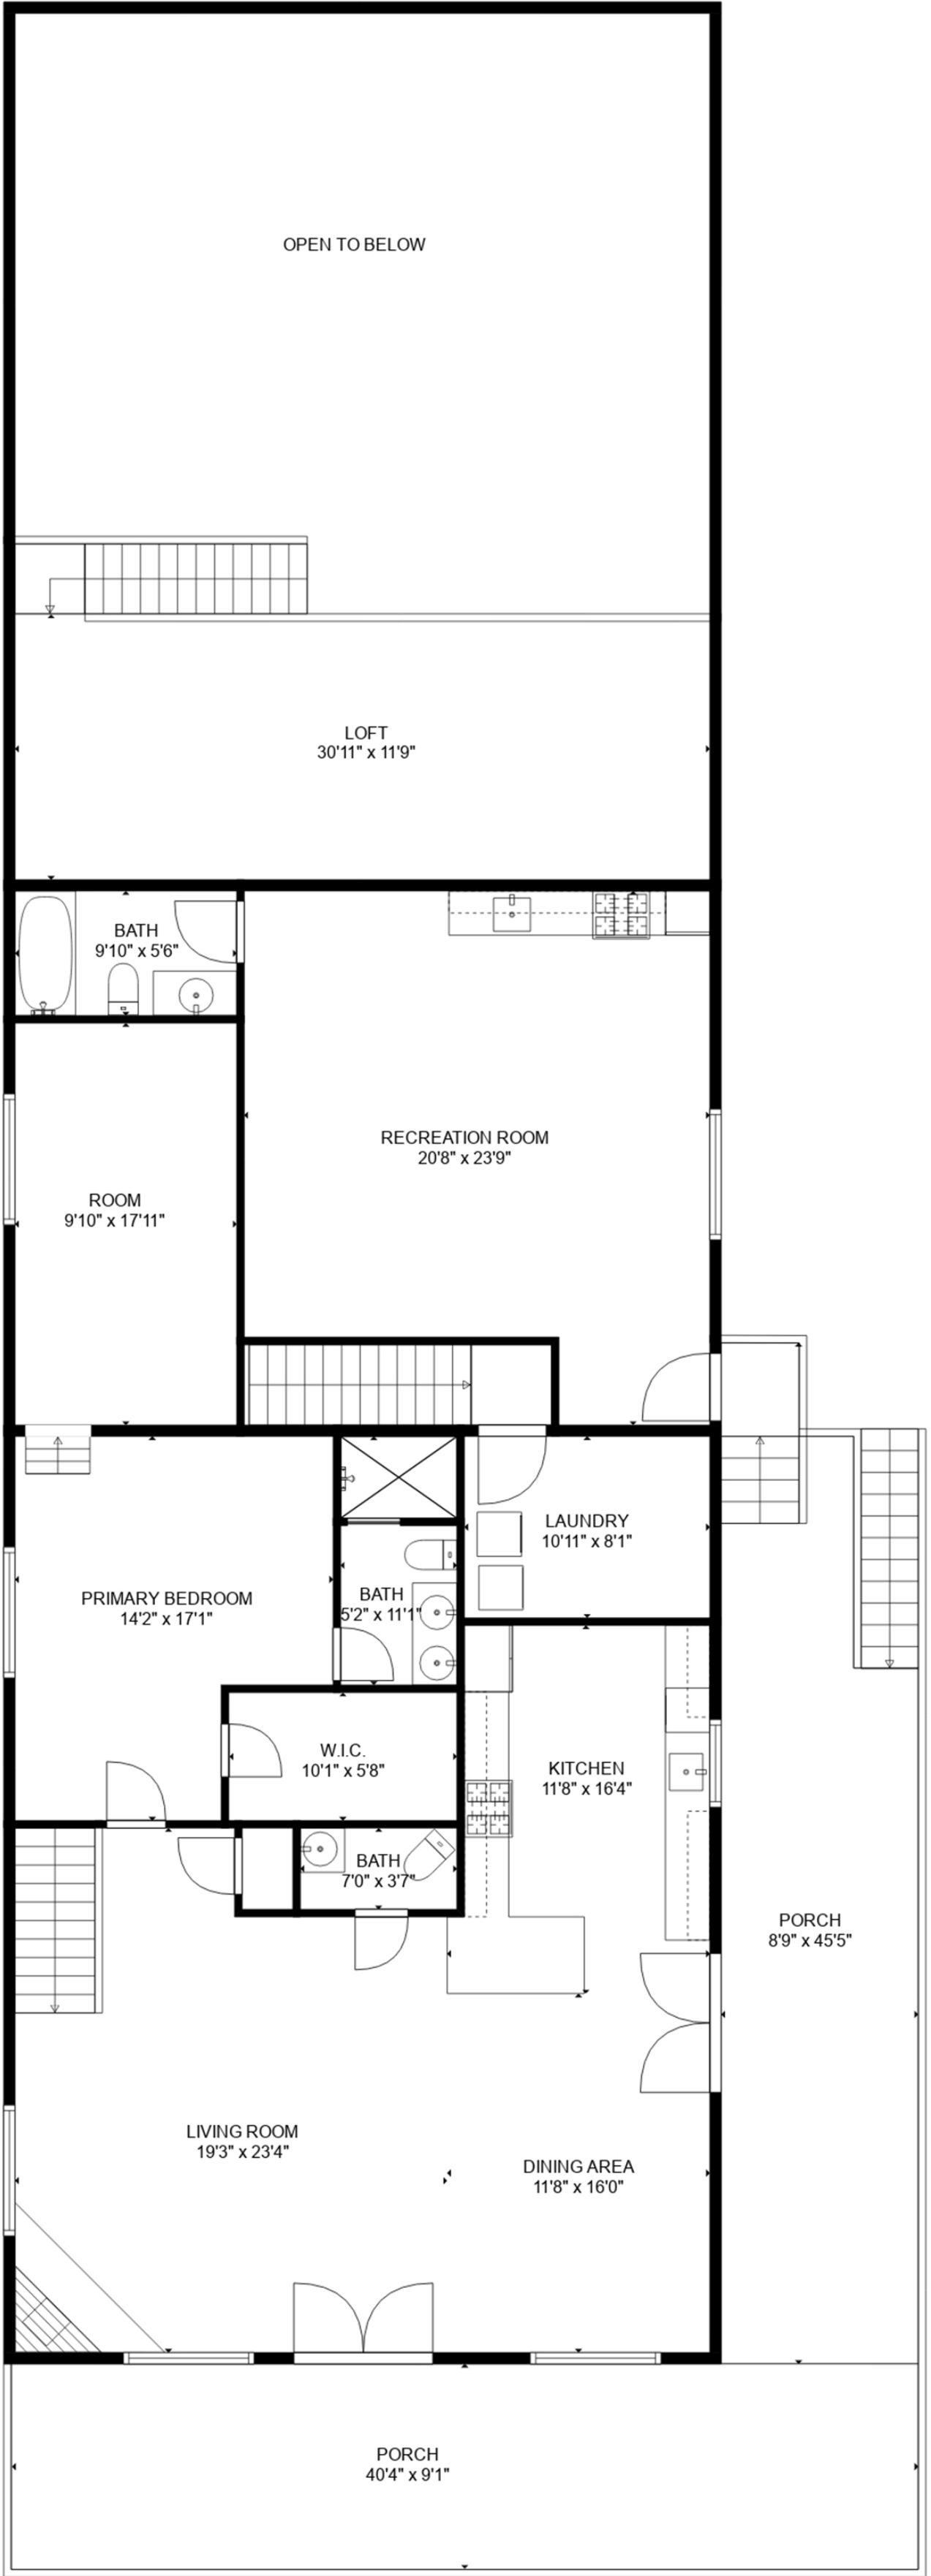 OPEN TO BELOW
LOFT
30'11" x 11'9"
BATH
9'10" x 5'6"
RECREATION ROOM
20'8" x 23'9"
ROOM
9'10" x 17'11"
LAUNDRY
10'11" x 8'1"
PRIMARY BEDROOM
14'2" x 17'1"
BATH
5'2" x 11'1"
W.I.C.
10'1" x 5'8"
KITCHEN
11'8" x 16'4"
BATH
7'0" x 3'7"
PORCH
8'9" x 45'5"
LIVING ROOM
19'3" x 23'4"
DINING AREA
11'8" x 16'0"
PORCH
40'4" x 9'1"